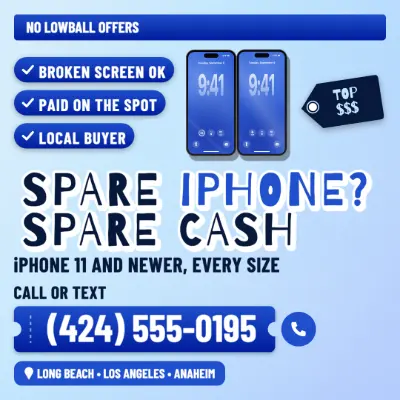 NO LOWBALL OFFERS
BROKEN SCREEN OK
PAID ON THE SPOT
LOCAL BUYER
9:41
9:41
TOP
$$$
SPARE IPHONE?
SPARE CASH
iPHONE 11 AND NEWER, EVERY SIZE
CALL OR TEXT
(424) 555-0195
LONG BEACH • LOS ANGELES • ANAHEIM